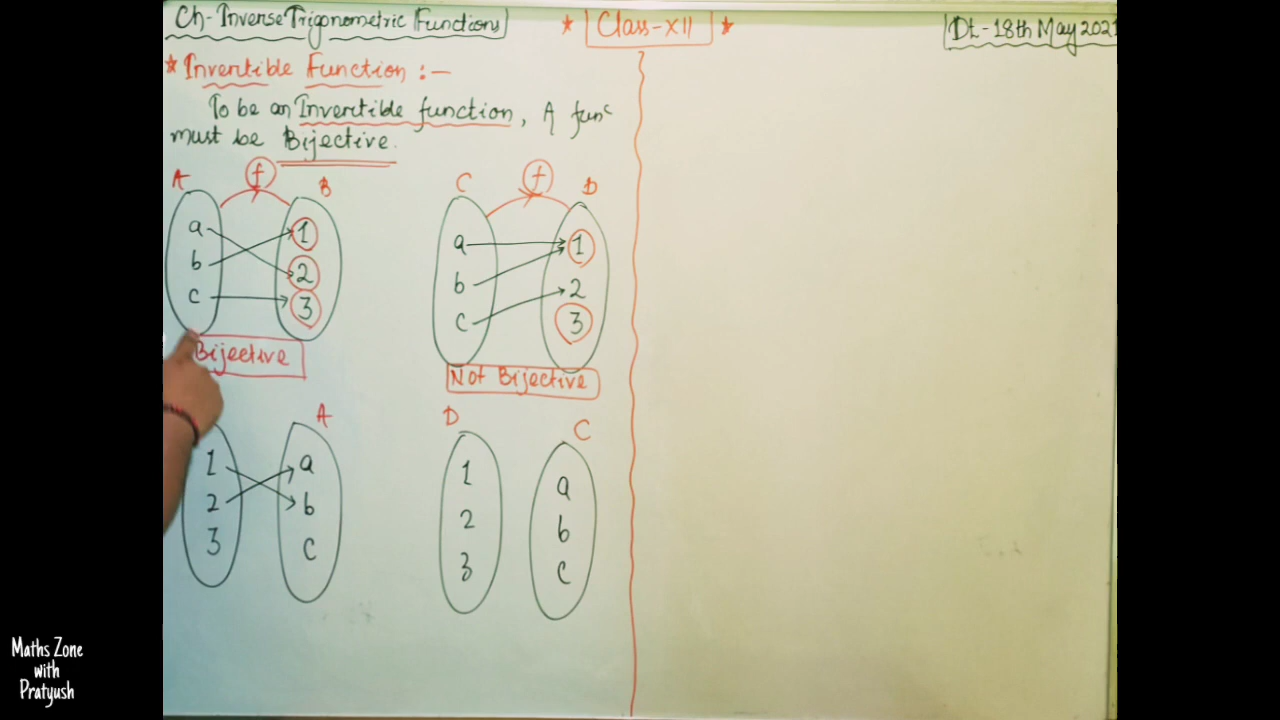 Ch-Inverse Trigonometric Functions
★ Class-XII ★
Dt.-18th May 2021
★ Invertible Function :-
To be an Invertible function, A funᶜ
must be Bijective.
A f B
a 1
b 2
c 3
Bijective
C f D
a 1
b 2
c 3
Not Bijective
A
1 a
2 b
3 c
D C
1 a
2 b
3 c
Maths Zone
with
Pratyush